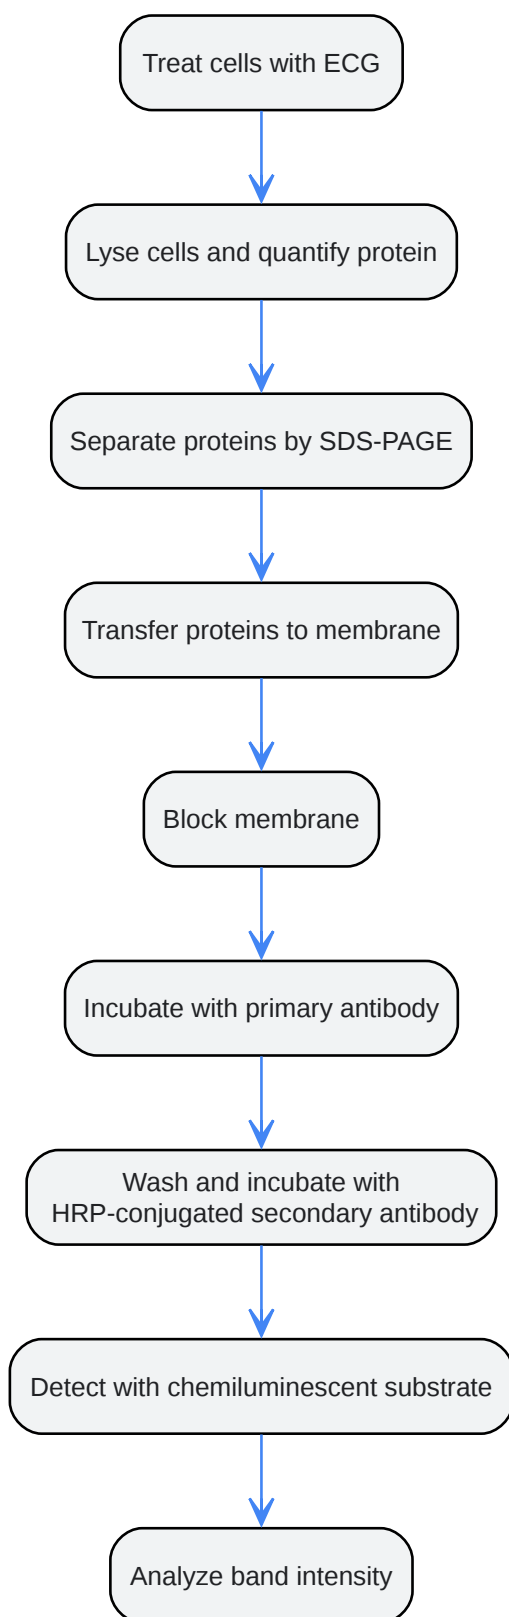 Treat cells with ECG
Lyse cells and quantify protein
Separate proteins by SDS-PAGE
Transfer proteins to membrane
Block membrane
Incubate with primary antibody
Wash and incubate with
HRP-conjugated secondary antibody
Detect with chemiluminescent substrate
Analyze band intensity